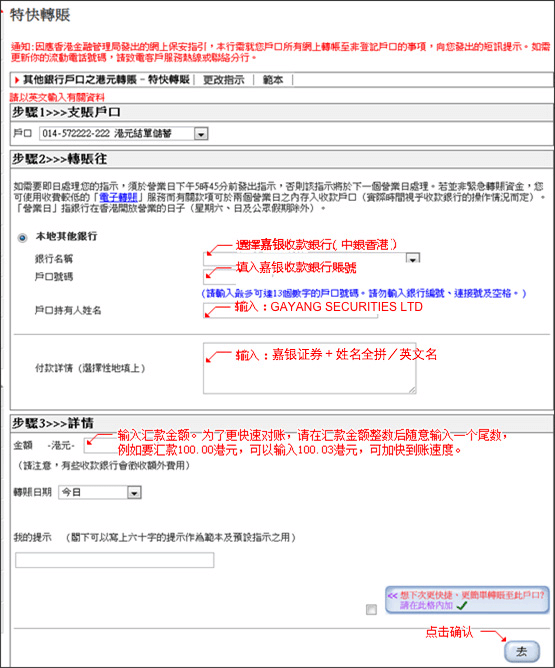 特快轉賬
通知:因應香港金融管理局發出的網上保安指引，本行需就您戶口所有網上轉帳至非登記戶口的事項，向您發出的短訊提示。如需
更新你的流動電話號碼，請致電客戶服務熱線或聯絡分行。
其他銀行戶口之港元轉賬 - 特快轉賬 | 更改指示 | 範本
請以英文輸入有關資料
步驟1>>>支賬戶口
戶口 014-572222-222 港元結單儲蓄
步驟2>>>轉賬往
如需要即日處理您的指示，須於營業日下午5時45分前發出指示，否則該指示將於下一個營業日處理。若並非緊急轉賬資金，您
可使用收費較低的「電子轉賬」服務而有關款項可於兩個營業日之內存入收款戶口（實際時間視乎收款銀行的操作情況而定）。
「營業日」指銀行在香港開放營業的日子（星期六、日及公眾假期除外）。
本地其他銀行
銀行名稱 選擇嘉银收款銀行( 中銀香港 )
戶口號碼 填入嘉银收款銀行賬號
(請輸入最多可達13個數字的戶口號碼。請勿輸入銀行編號、連接號及空格。)
戶口持有人姓名 輸入：GAYANG SECURITIES LTD
付款詳情 (選擇性地填上) 輸入：嘉银证券＋姓名全拼／英文名
步驟3>>>詳情
金額 -港元- 输入汇款金额。为了更快速对账，请在汇款金额整数后随意输入一个尾数，
例如要汇款100.00港元，可以输入100.03港元，可加快到账速度。
(請注意，有些收款銀行會徵收額外費用)
轉賬日期 今日
我的提示 (閣下可以寫上六十字的提示作為範本及預設指示之用)
<< 想下次更快捷、更簡單轉賬至此戶口?
請在此格內加 ✓
点击确认
去